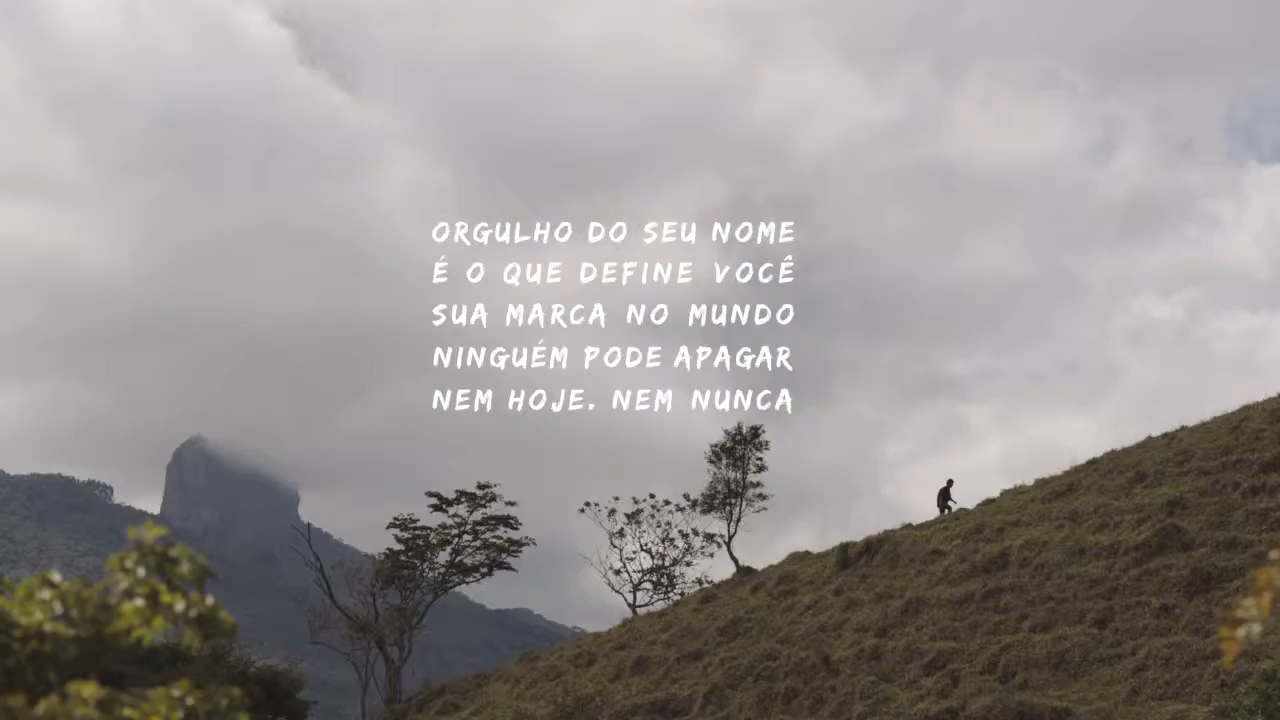 ORGULHO DO SEU NOME
É O QUE DEFINE VOCÊ
SUA MARCA NO MUNDO
NINGUÉM PODE APAGAR
NEM HOJE. NEM NUNCA